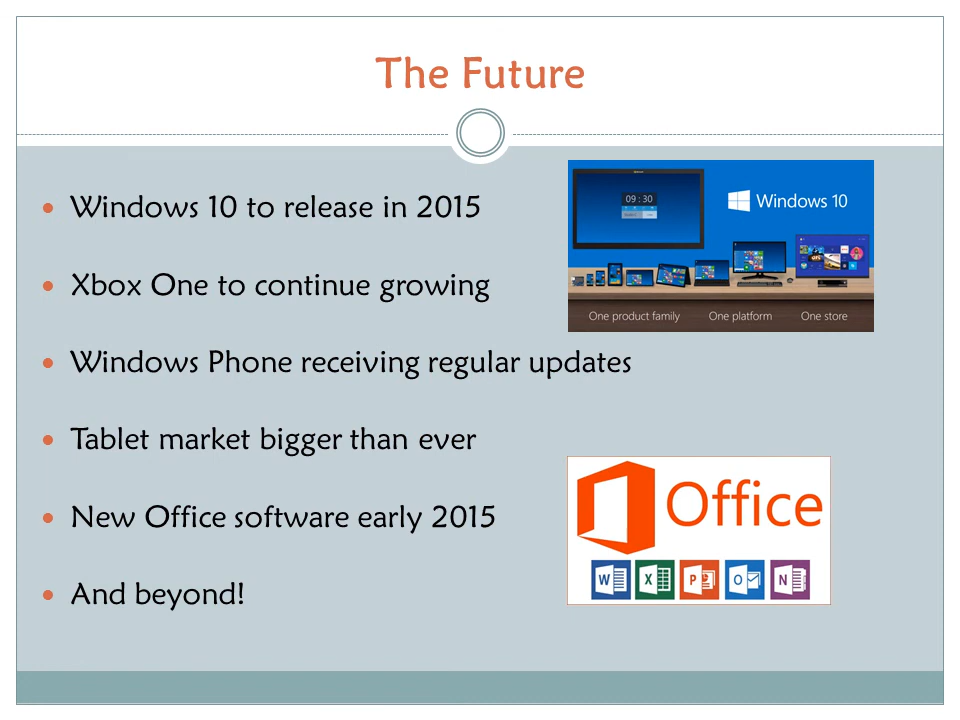 The Future
Windows 10 to release in 2015
Xbox One to continue growing
Windows Phone receiving regular updates
Tablet market bigger than ever
New Office software early 2015
And beyond!
09 : 30
Windows 10
One product family One platform One store
Office
W X P O N